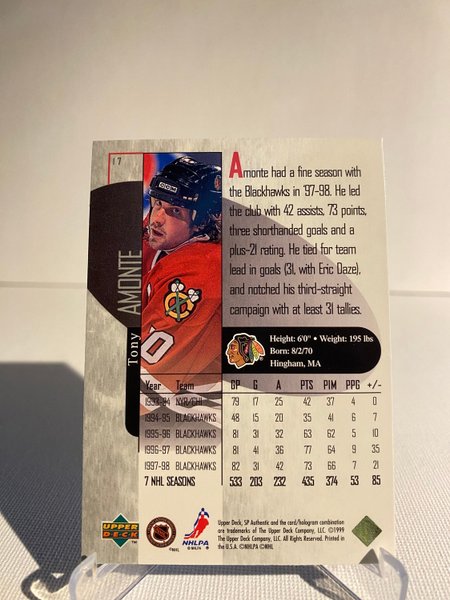 17
Tony AMONTE
Amonte had a fine season with
the Blackhawks in '97-98. He led
the club with 42 assists, 73 points,
three shorthanded goals and a
plus-21 rating. He tied for team
lead in goals (31, with Eric Daze),
and notched his third-straight
campaign with at least 31 tallies.
Height: 6'0" • Weight: 195 lbs
Born: 8/2/70
Hingham, MA
Year Team GP G A PTS PIM PPG +/-
1993-94 NYR/CHI 79 17 25 42 37 4 0
1994-95 BLACKHAWKS 48 15 20 35 41 6 7
1995-96 BLACKHAWKS 81 31 32 63 62 5 10
1996-97 BLACKHAWKS 81 41 36 77 64 9 35
1997-98 BLACKHAWKS 82 31 42 73 66 7 21
7 NHL SEASONS 533 203 232 435 374 53 85
Upper Deck, SP Authentic and the card/hologram combination
are trademarks of The Upper Deck Company, LLC. ©1999
The Upper Deck Company, LLC. All Rights Reserved. Printed in
the U.S.A. ©NHLPA ©NHL
UPPER DECK
©NHL
NHLPA